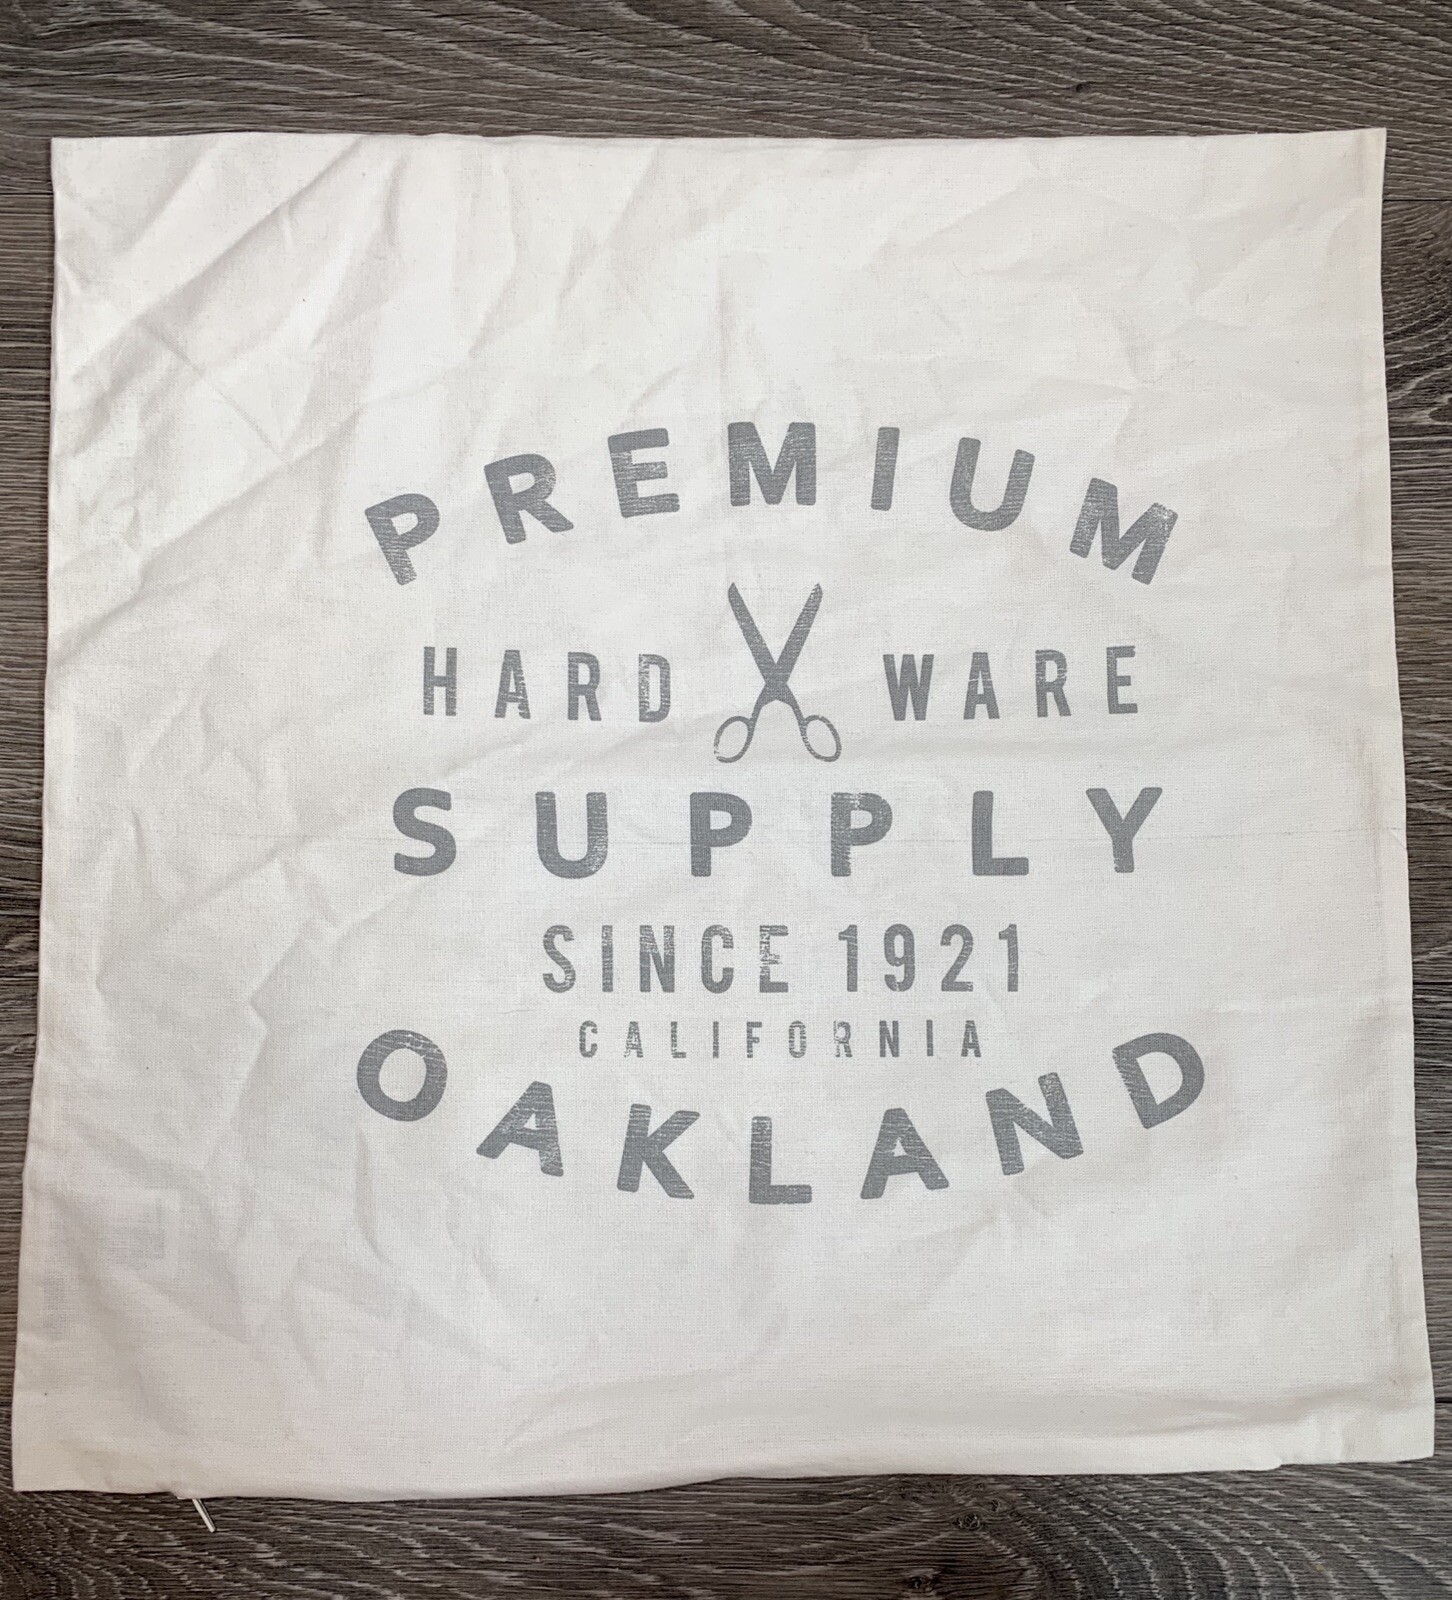 PREMIUM
HARD WARE
SUPPLY
SINCE 1921
CALIFORNIA
OAKLAND